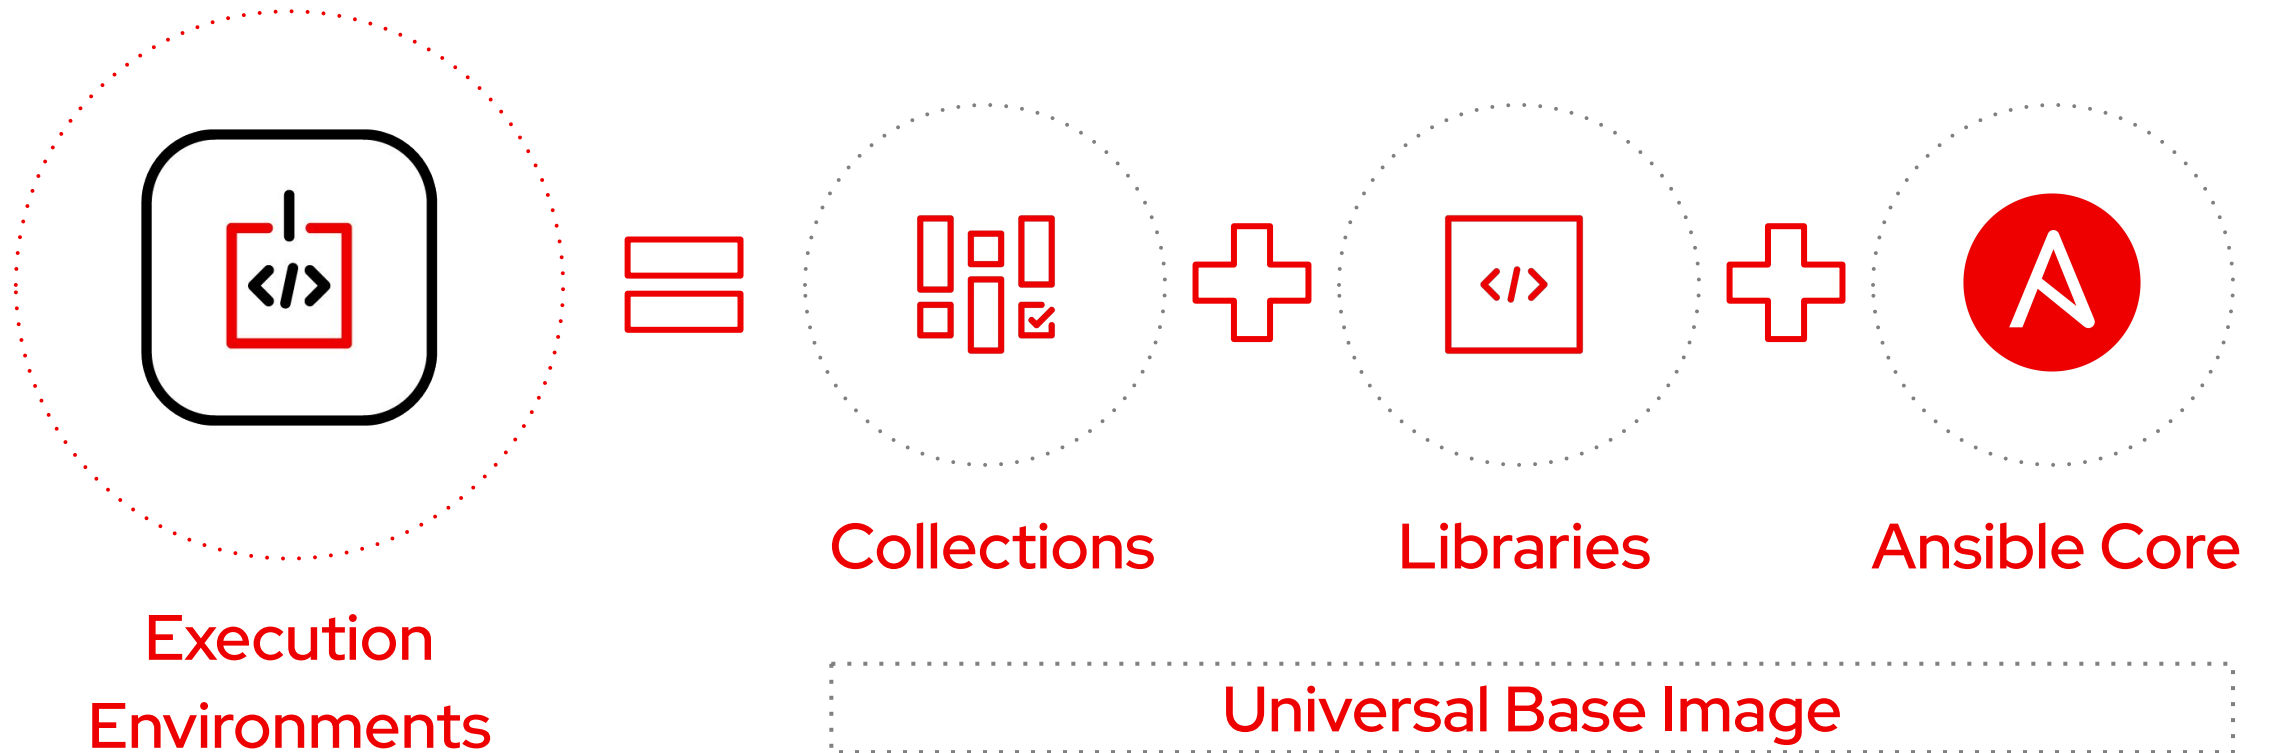 Execution
Environments
Collections
Libraries
Ansible Core
Universal Base Image